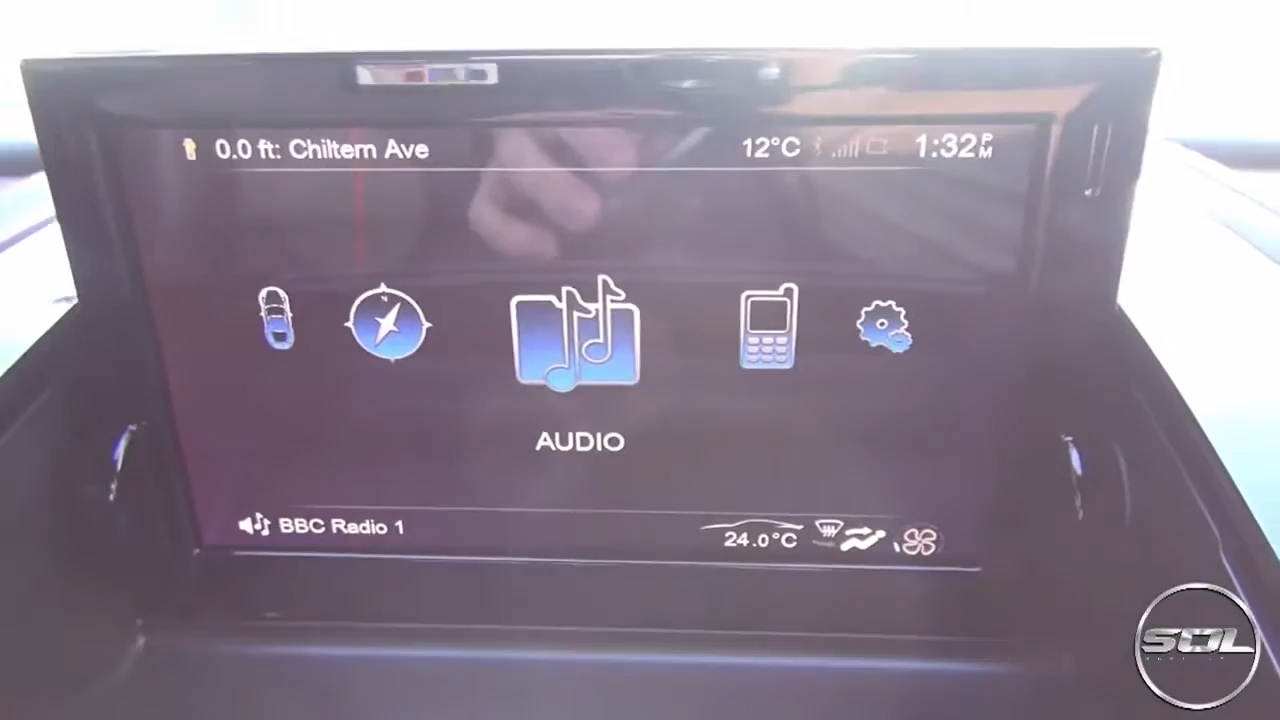 0.0 ft: Chiltern Ave
12°C
1:32 PM
N
AUDIO
BBC Radio 1
24.0°C
SOL